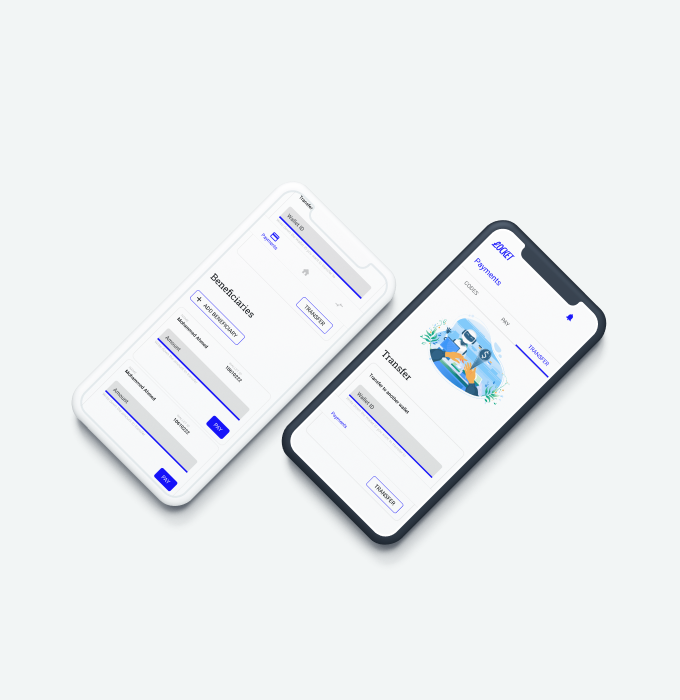 Transfer
Wallet ID
Payments
TRANSFER
Beneficiaries
+ ADD BENEFICIARY
Mohammed Ahmed
10610222
Amount
PAY
Mohammed Ahmed
10610222
Amount
PAY
Payments
CODES
PAY
TRANSFER
$
Transfer
Transfer to another wallet
Wallet ID
Payments
TRANSFER